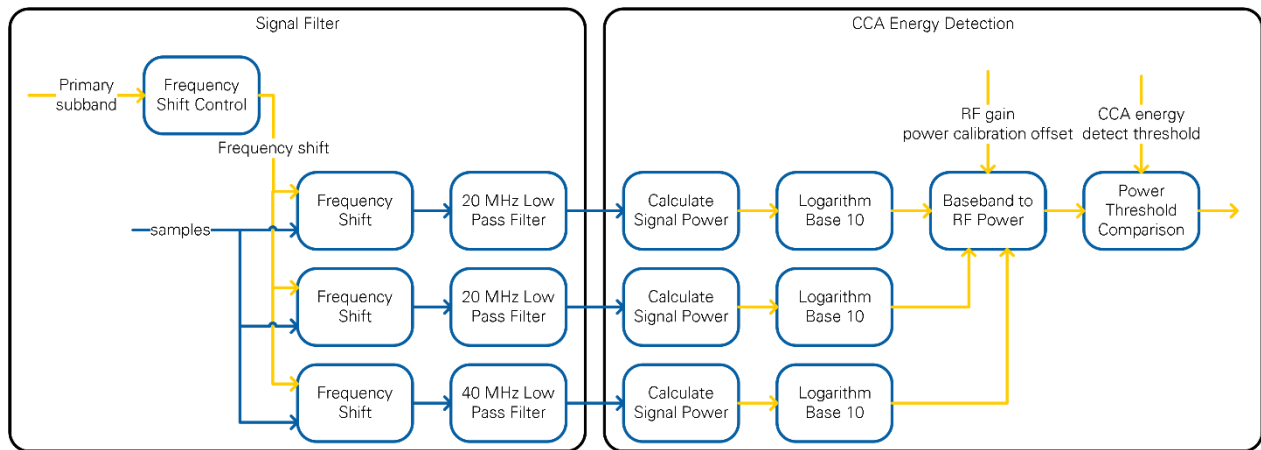 Signal Filter
CCA Energy Detection
Primary
subband
Frequency
Shift Control
Frequency shift
RF gain
power calibration offset
CCA energy
detect threshold
samples
Frequency
Shift
20 MHz Low
Pass Filter
Calculate
Signal Power
Logarithm
Base 10
Baseband to
RF Power
Power
Threshold
Comparison
Frequency
Shift
20 MHz Low
Pass Filter
Calculate
Signal Power
Logarithm
Base 10
Frequency
Shift
40 MHz Low
Pass Filter
Calculate
Signal Power
Logarithm
Base 10